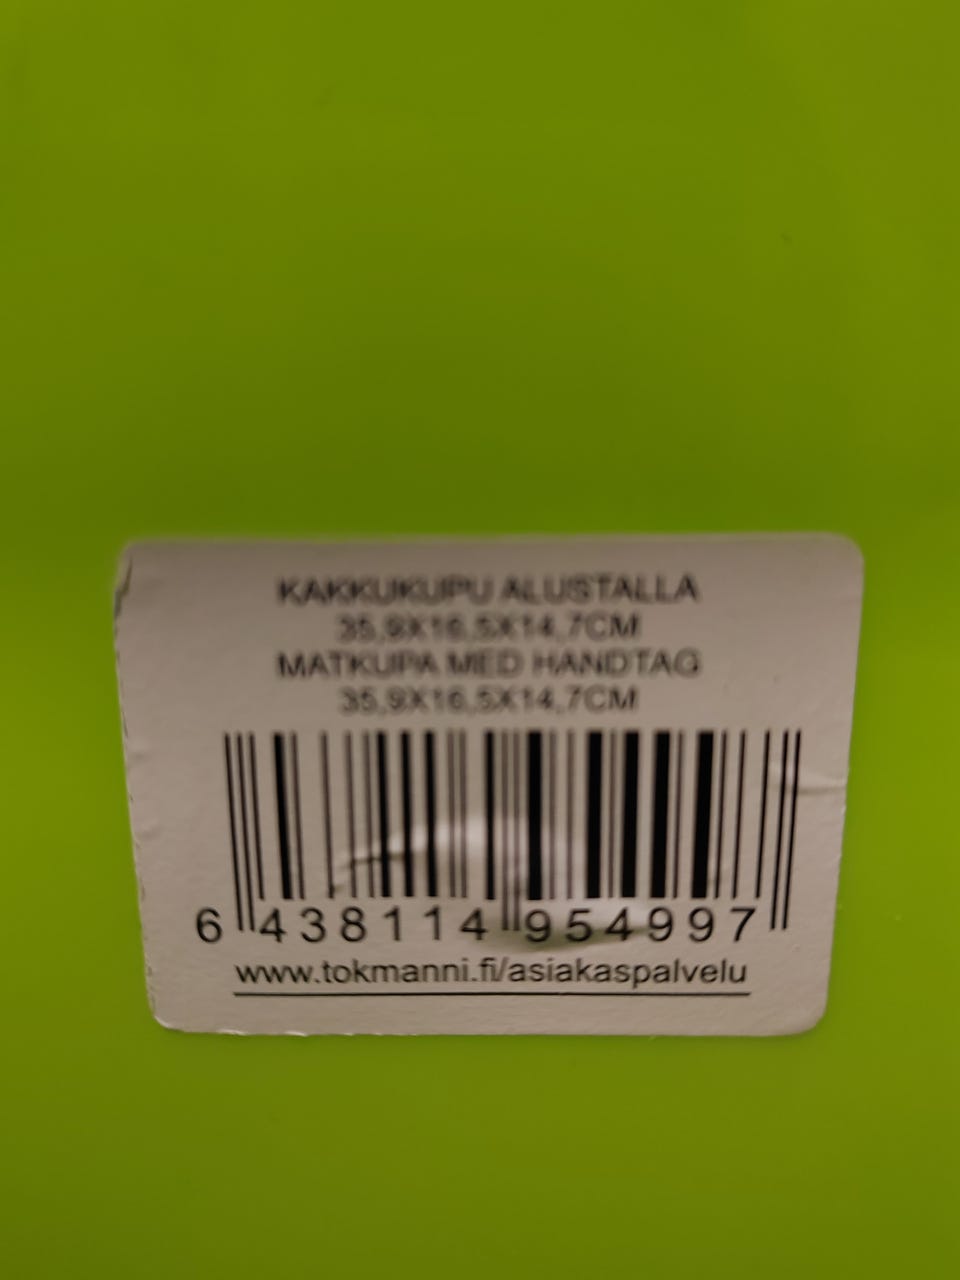 KAKKUKUPU ALUSTALLA
35,9X16,5X14,7CM
MATKUPA MED HANDTAG
35,9X16,5X14,7CM
6 438114 954997
www.tokmanni.fi/asiakaspalvelu